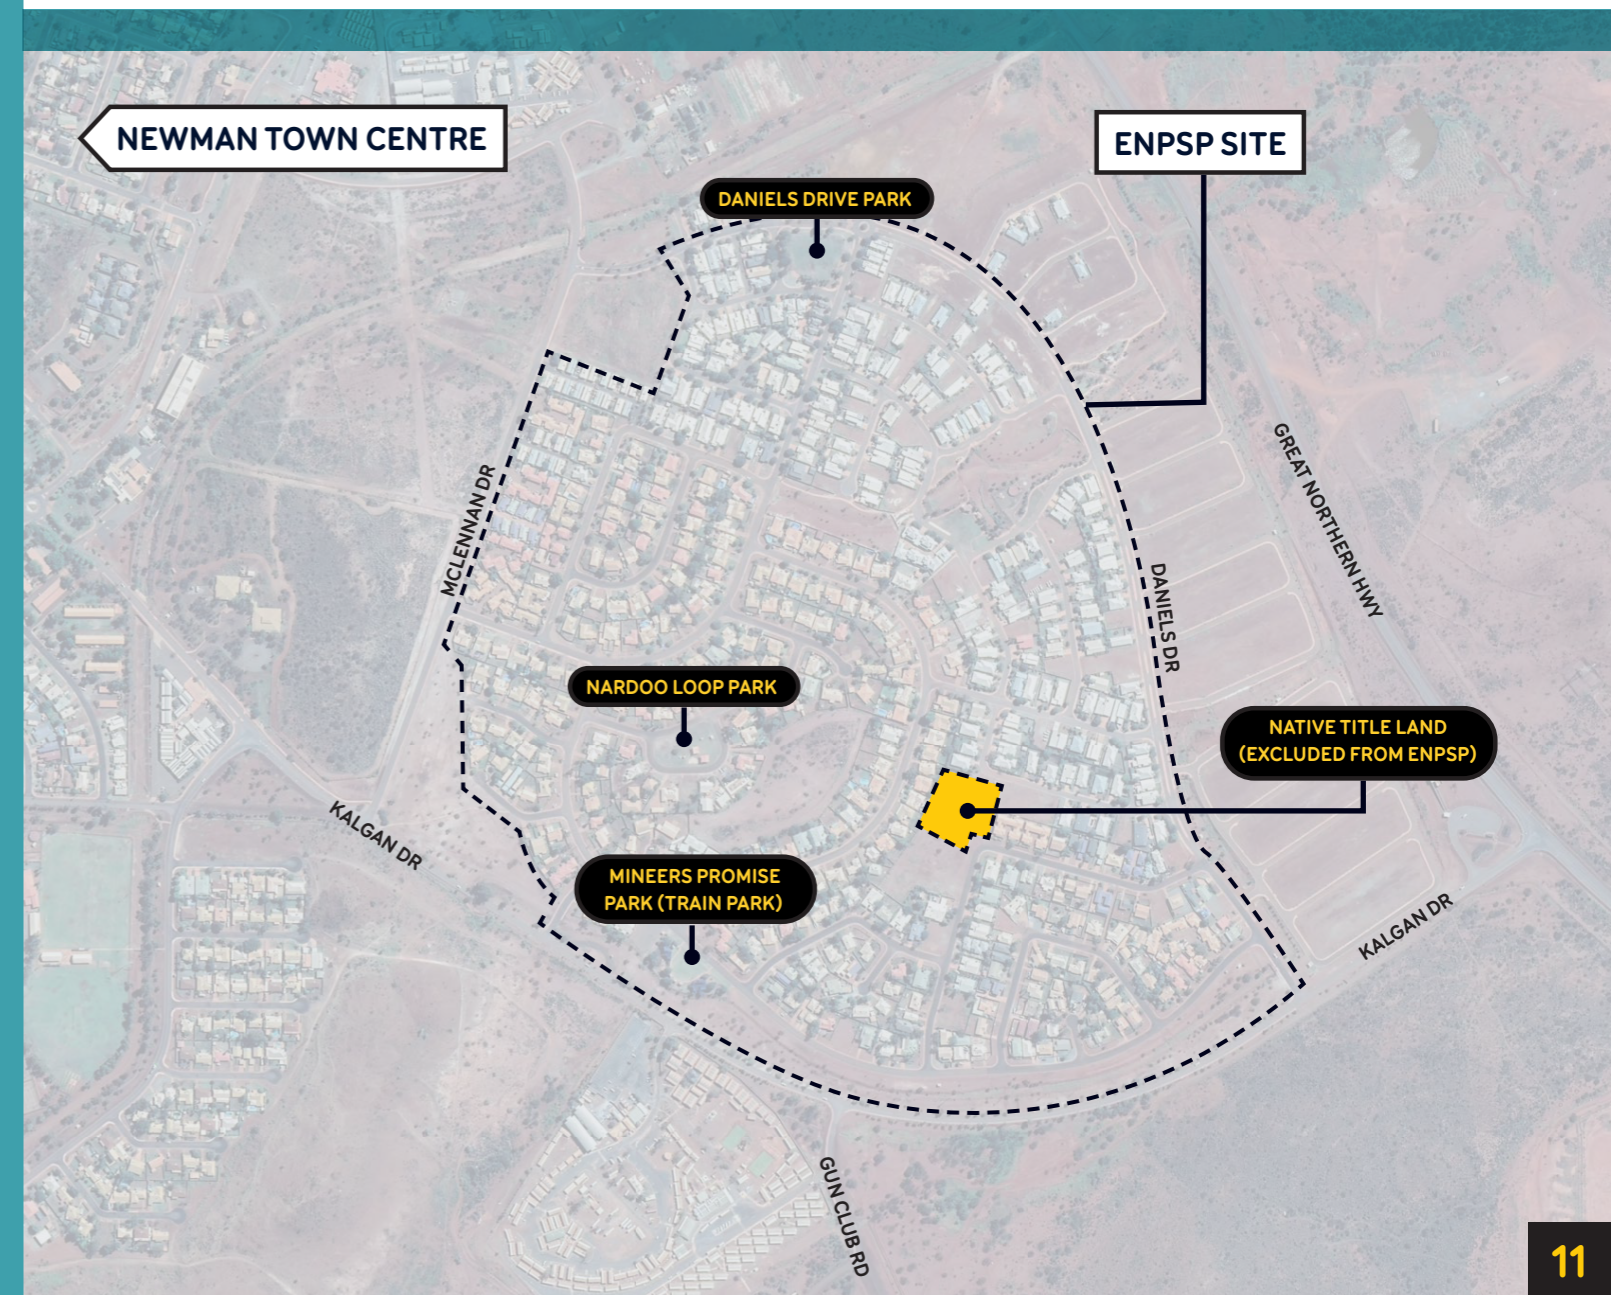 NEWMAN TOWN CENTRE
ENPSP SITE
DANIELS DRIVE PARK
GREAT NORTHERN HWY
MCLENNAN DR
DANIELS DR
NARDOO LOOP PARK
NATIVE TITLE LAND
(EXCLUDED FROM ENPSP)
KALGAN DR
MINEERS PROMISE
PARK (TRAIN PARK)
KALGAN DR
GUN CLUB RD
11